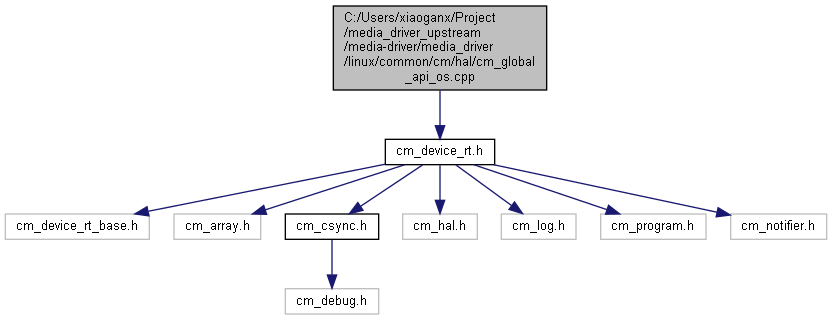 C:/Users/xiaoganx/Project
/media_driver_upstream
/media-driver/media_driver
/linux/common/cm/hal/cm_global
_api_os.cpp
cm_device_rt.h
cm_device_rt_base.h
cm_array.h
cm_csync.h
cm_hal.h
cm_log.h
cm_program.h
cm_notifier.h
cm_debug.h